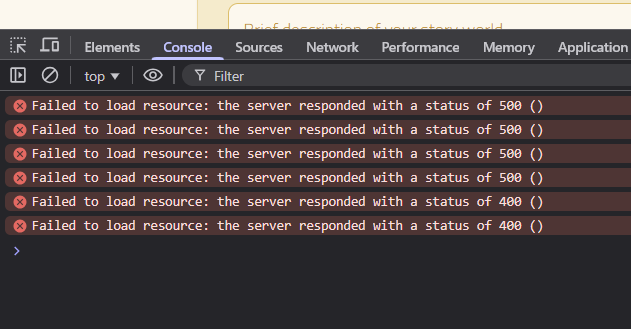 Brief description of your story world
Elements Console Sources Network Performance Memory Application
top ▼ Filter
Failed to load resource: the server responded with a status of 500 ()
Failed to load resource: the server responded with a status of 500 ()
Failed to load resource: the server responded with a status of 500 ()
Failed to load resource: the server responded with a status of 500 ()
Failed to load resource: the server responded with a status of 400 ()
Failed to load resource: the server responded with a status of 400 ()
>